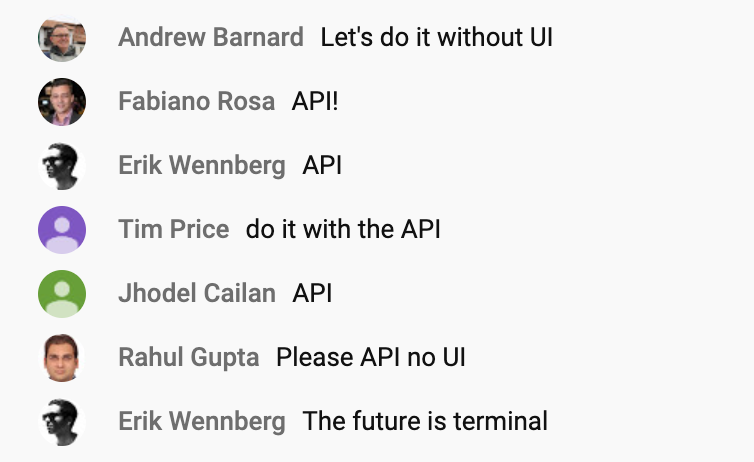 Andrew Barnard Let's do it without UI
Fabiano Rosa API!
Erik Wennberg API
Tim Price do it with the API
Jhodel Cailan API
Rahul Gupta Please API no UI
Erik Wennberg The future is terminal